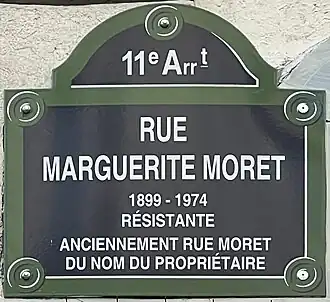 11e Arrt
RUE
MARGUERITE MORET
1899 - 1974
RÉSISTANTE
ANCIENNEMENT RUE MORET
DU NOM DU PROPRIÉTAIRE